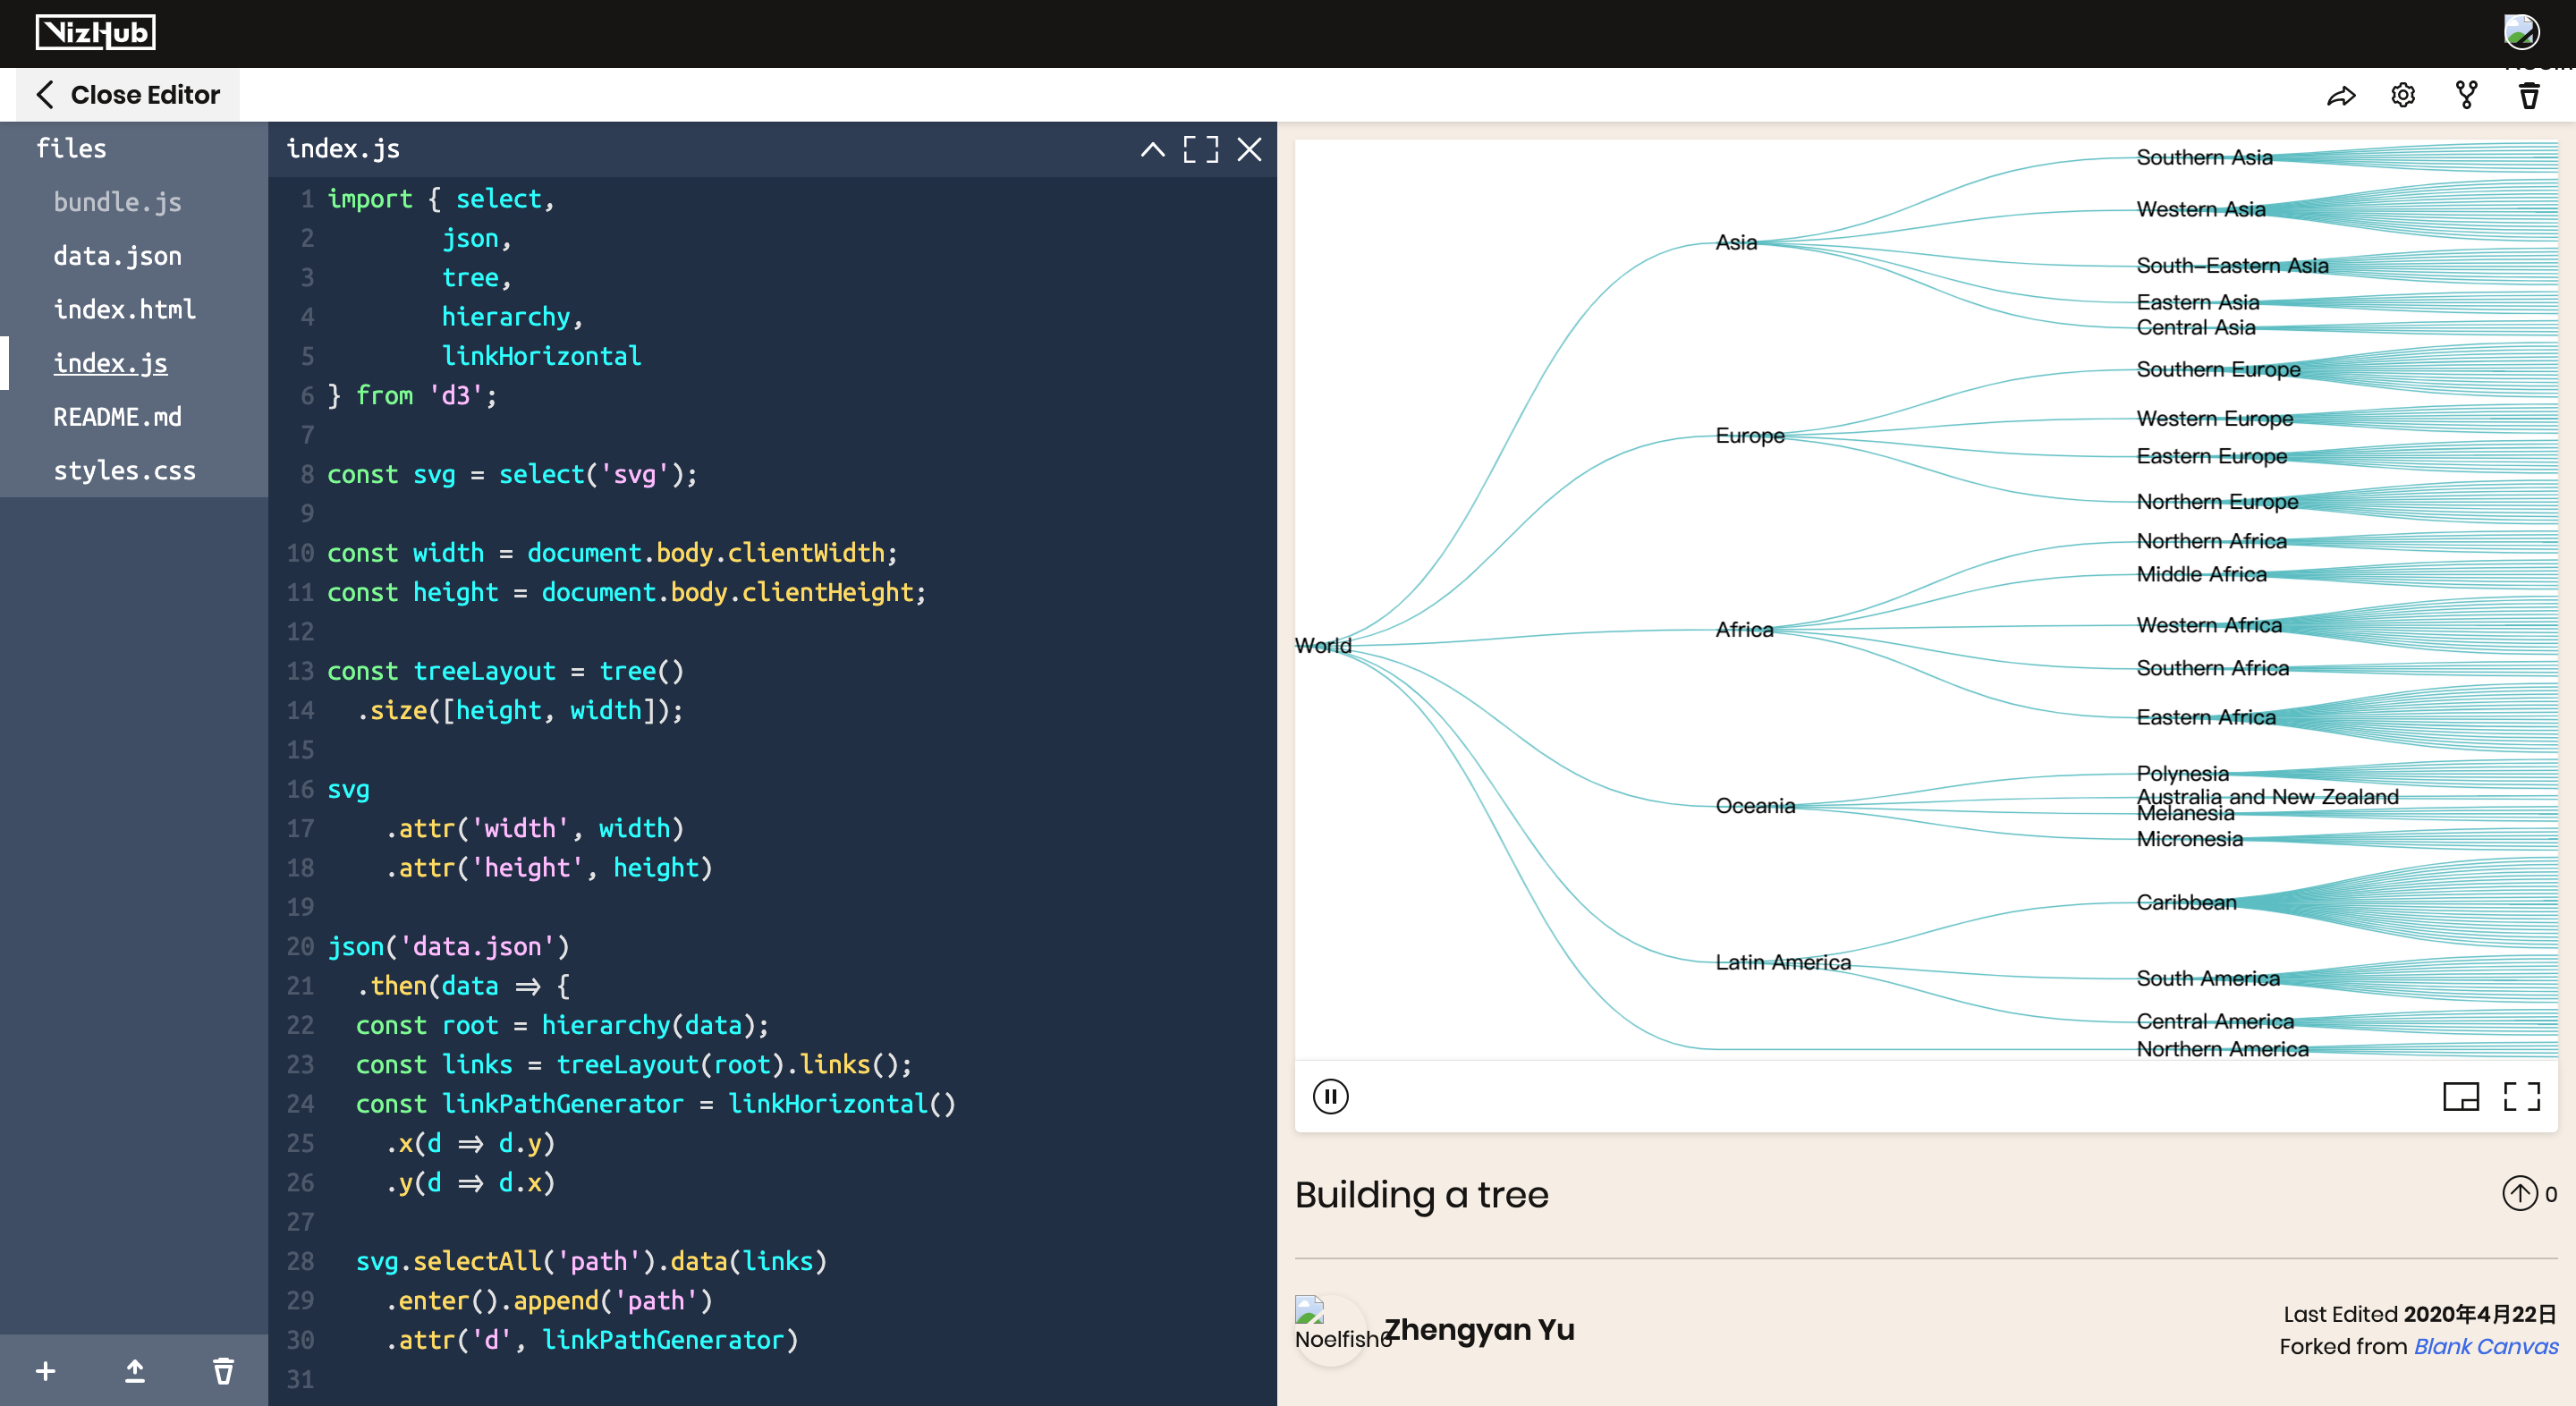 VizHub
Close Editor
files
bundle.js
data.json
index.html
index.js
README.md
styles.css
index.js
1 import { select,
2 json,
3 tree,
4 hierarchy,
5 linkHorizontal
6 } from 'd3';
7
8 const svg = select('svg');
9
10 const width = document.body.clientWidth;
11 const height = document.body.clientHeight;
12
13 const treeLayout = tree()
14 .size([height, width]);
15
16 svg
17 .attr('width', width)
18 .attr('height', height)
19
20 json('data.json')
21 .then(data => {
22 const root = hierarchy(data);
23 const links = treeLayout(root).links();
24 const linkPathGenerator = linkHorizontal()
25 .x(d => d.y)
26 .y(d => d.x)
27
28 svg.selectAll('path').data(links)
29 .enter().append('path')
30 .attr('d', linkPathGenerator)
31
World
Asia
Europe
Africa
Oceania
Latin America
Southern Asia
Western Asia
South-Eastern Asia
Eastern Asia
Central Asia
Southern Europe
Western Europe
Eastern Europe
Northern Europe
Northern Africa
Middle Africa
Western Africa
Southern Africa
Eastern Africa
Polynesia
Australia and New Zealand
Melanesia
Micronesia
Caribbean
South America
Central America
Northern America
Building a tree
0
Noelfish6
Zhengyan Yu
Last Edited 2020年4月22日
Forked from Blank Canvas